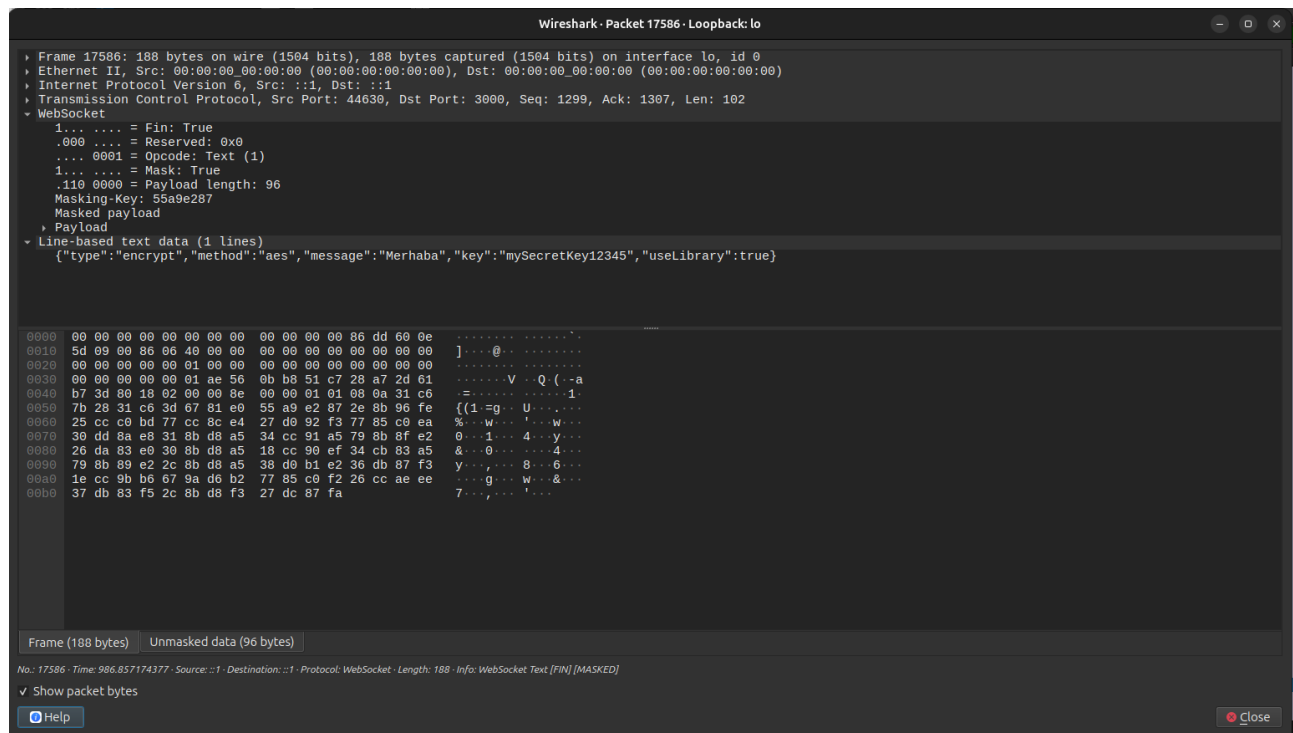 Wireshark · Packet 17586 · Loopback: lo
Frame 17586: 188 bytes on wire (1504 bits), 188 bytes captured (1504 bits) on interface lo, id 0
Ethernet II, Src: 00:00:00_00:00:00 (00:00:00:00:00:00), Dst: 00:00:00_00:00:00 (00:00:00:00:00:00)
Internet Protocol Version 6, Src: ::1, Dst: ::1
Transmission Control Protocol, Src Port: 44630, Dst Port: 3000, Seq: 1299, Ack: 1307, Len: 102
WebSocket
1... .... = Fin: True
.000 .... = Reserved: 0x0
.... 0001 = Opcode: Text (1)
1... .... = Mask: True
.110 0000 = Payload length: 96
Masking-Key: 55a9e287
Masked payload
Payload
Line-based text data (1 lines)
{"type":"encrypt","method":"aes","message":"Merhaba","key":"mySecretKey12345","useLibrary":true}
0000 00 00 00 00 00 00 00 00 00 00 00 00 86 dd 60 0e ········ ······`·
0010 5d 09 00 86 06 40 00 00 00 00 00 00 00 00 00 00 ]····@·· ········
0020 00 00 00 00 00 01 00 00 00 00 00 00 00 00 00 00 ········ ········
0030 00 00 00 00 00 01 ae 56 0b b8 51 c7 28 a7 2d 61 ·······V ··Q·(·-a
0040 b7 3d 80 18 02 00 00 8e 00 00 01 01 08 0a 31 c6 ·=······ ······1·
0050 7b 28 31 c6 3d 67 81 e0 55 a9 e2 87 2e 8b 96 fe {(1·=g·· U···.···
0060 25 cc c0 bd 77 cc 8c e4 27 d0 92 f3 77 85 c0 ea %···w··· '···w···
0070 30 dd 8a e8 31 8b d8 a5 34 cc 91 a5 79 8b 8f e2 0···1··· 4···y···
0080 26 da 83 e0 30 8b d8 a5 18 cc 90 ef 34 cb 83 a5 &···0··· ····4···
0090 79 8b 89 e2 2c 8b d8 a5 38 d0 b1 e2 36 db 87 f3 y···,··· 8···6···
00a0 1e cc 9b b6 67 9a d6 b2 77 85 c0 f2 26 cc ae ee ····g··· w···&···
00b0 37 db 83 f5 2c 8b d8 f3 27 dc 87 fa 7···,··· '···
Frame (188 bytes) Unmasked data (96 bytes)
No.: 17586 · Time: 986.857174377 · Source: ::1 · Destination: ::1 · Protocol: WebSocket · Length: 188 · Info: WebSocket Text [FIN] [MASKED]
Show packet bytes
Help Close